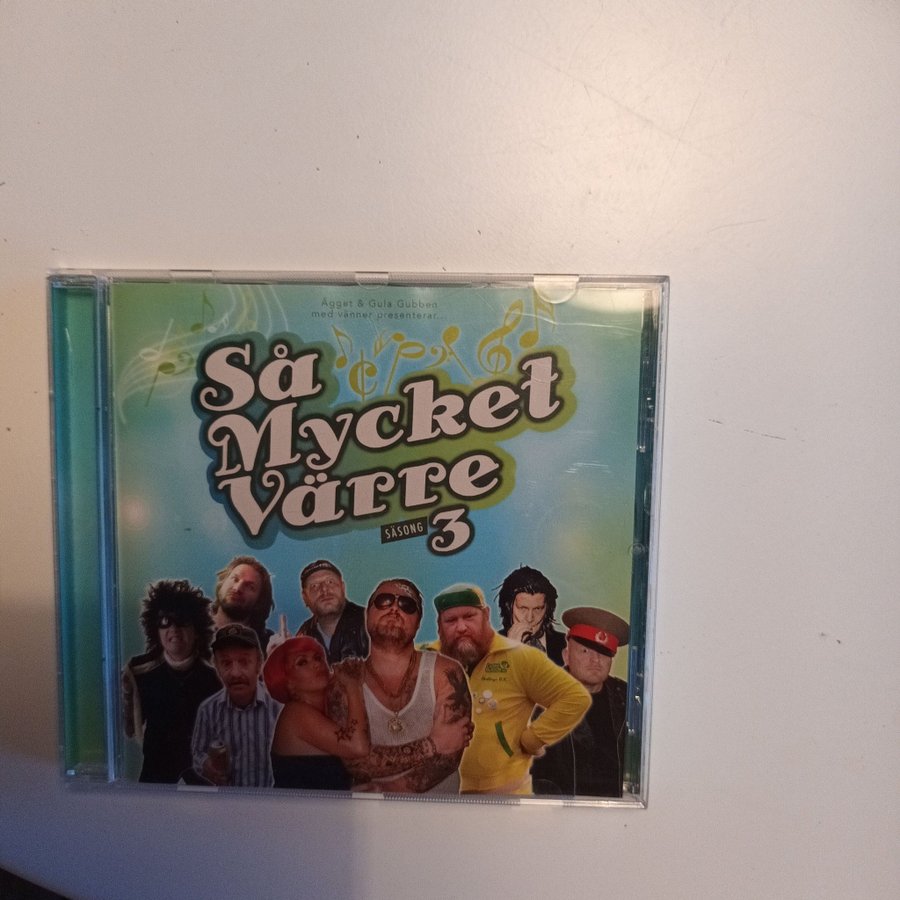 Ägget & Gula Gubben
med vänner presenterar...
Så
Mycket
Värre
SÄSONG 3